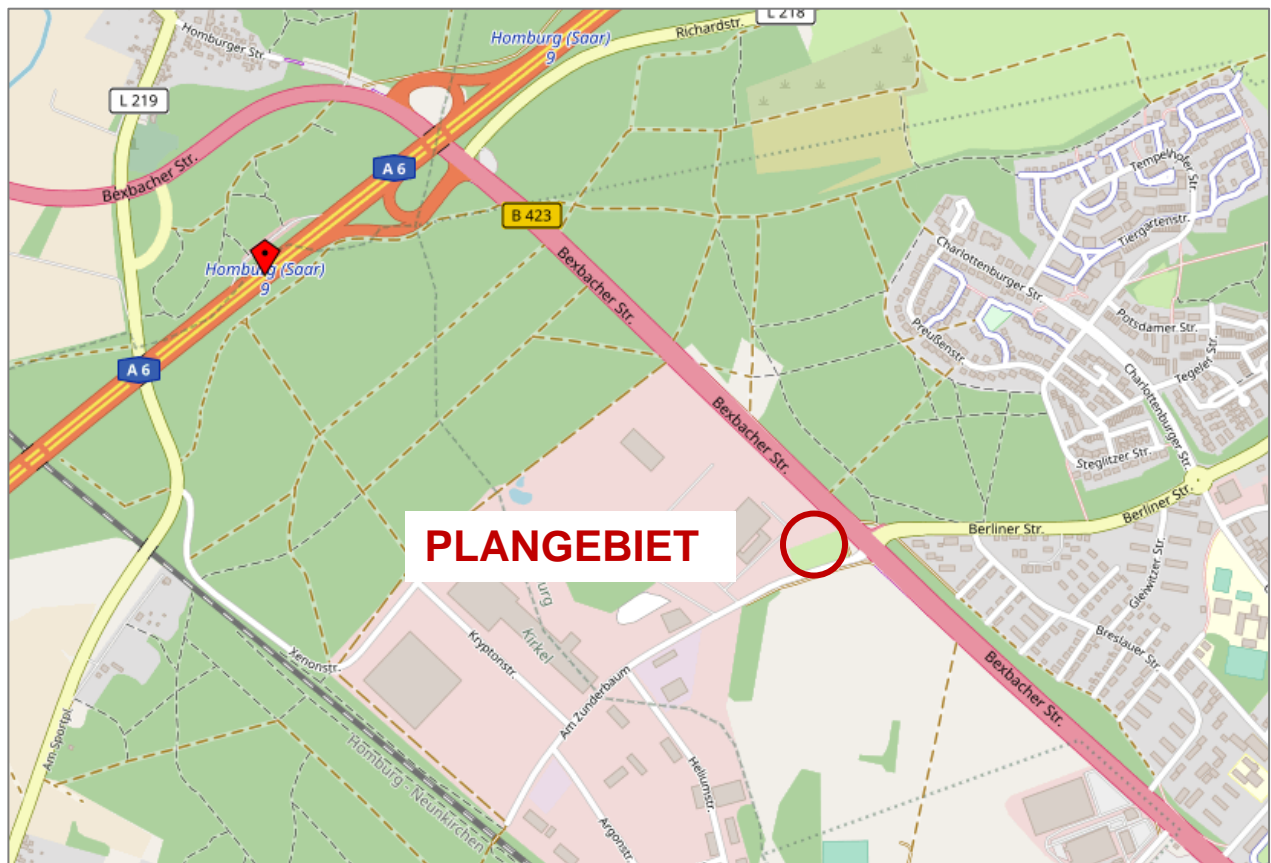 L 218
Homburger Str.
Homburg (Saar)
9
Richardstr.
L 219
A 6
Bexbacher Str.
B 423
Tempelhofer Str.
Tiergartenstr.
Homburg (Saar)
9
Bexbacher Str.
Charlottenburger Str.
Potsdamer Str.
Preußenstr.
Tegeler Str.
A 6
Charlottenburger Str.
Bexbacher Str.
Steglitzer Str.
Berliner Str.
Berliner Str.
PLANGEBIET
Gleiwitzer Str.
Kirkel
Kryptonstr.
Breslauer Str.
Xenonstr.
Am Zunderbaum
Bexbacher Str.
Am Sportpl.
Homburg - Neunkirchen
Heliumstr.
Argonstr.